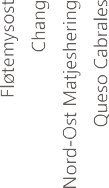 Fløtemysost
Chang
Nord-Ost Matjeshering
Queso Cabrales